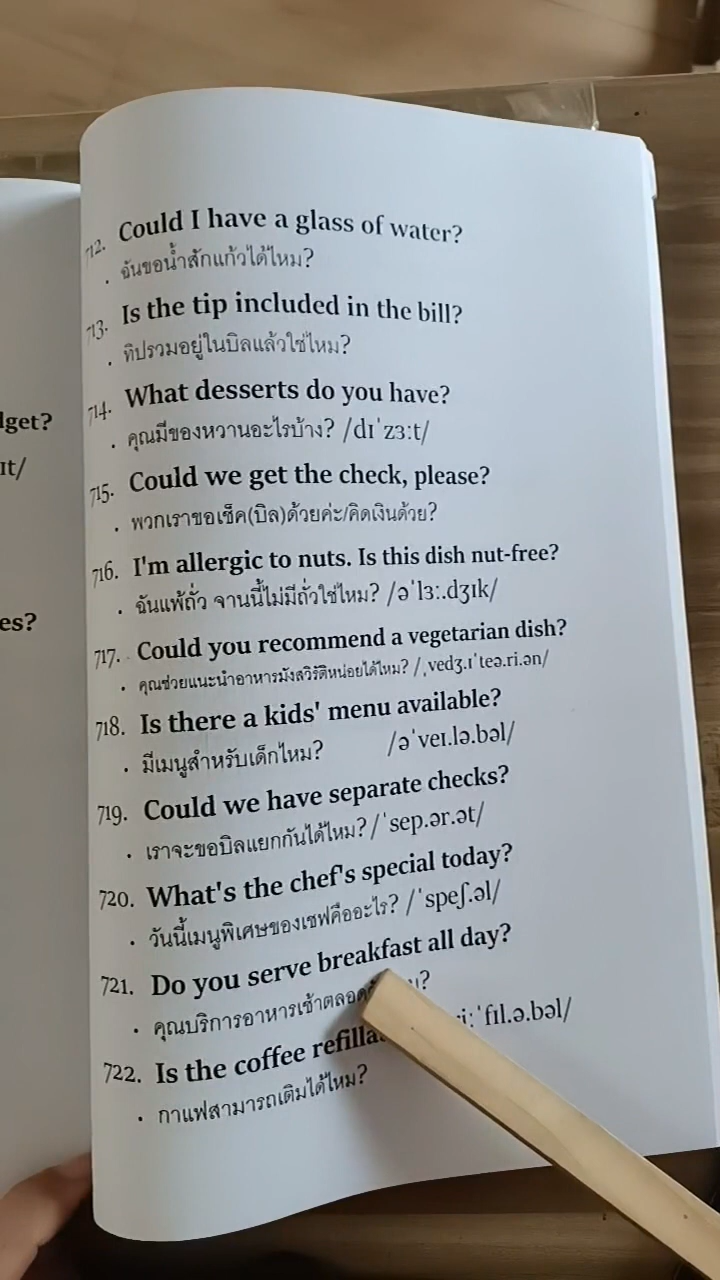 lget?
ɪt/
es?
712. Could I have a glass of water?
• ฉันขอน้ำสักแก้วได้ไหม?
713. Is the tip included in the bill?
• ทิปรวมอยู่ในบิลแล้วใช่ไหม?
714. What desserts do you have?
• คุณมีของหวานอะไรบ้าง? /dɪˈzɜːt/
715. Could we get the check, please?
• พวกเราขอเช็ค(บิล)ด้วยค่ะ/คิดเงินด้วย?
716. I'm allergic to nuts. Is this dish nut-free?
• ฉันแพ้ถั่ว จานนี้ไม่มีถั่วใช่ไหม? /əˈlɜː.dʒɪk/
717. Could you recommend a vegetarian dish?
• คุณช่วยแนะนำอาหารมังสวิรัติหน่อยได้ไหม? /ˌvedʒ.ɪˈteə.ri.ən/
718. Is there a kids' menu available?
• มีเมนูสำหรับเด็กไหม? /əˈveɪ.lə.bəl/
719. Could we have separate checks?
• เราจะขอบิลแยกกันได้ไหม? /ˈsep.ər.ət/
720. What's the chef's special today?
• วันนี้เมนูพิเศษของเชฟคืออะไร? /ˈspeʃ.əl/
721. Do you serve breakfast all day?
• คุณบริการอาหารเช้าตลอด ?
722. Is the coffee iːˈfɪl.ə.bəl/
• กาแฟสามารถเติมได้ไหม?